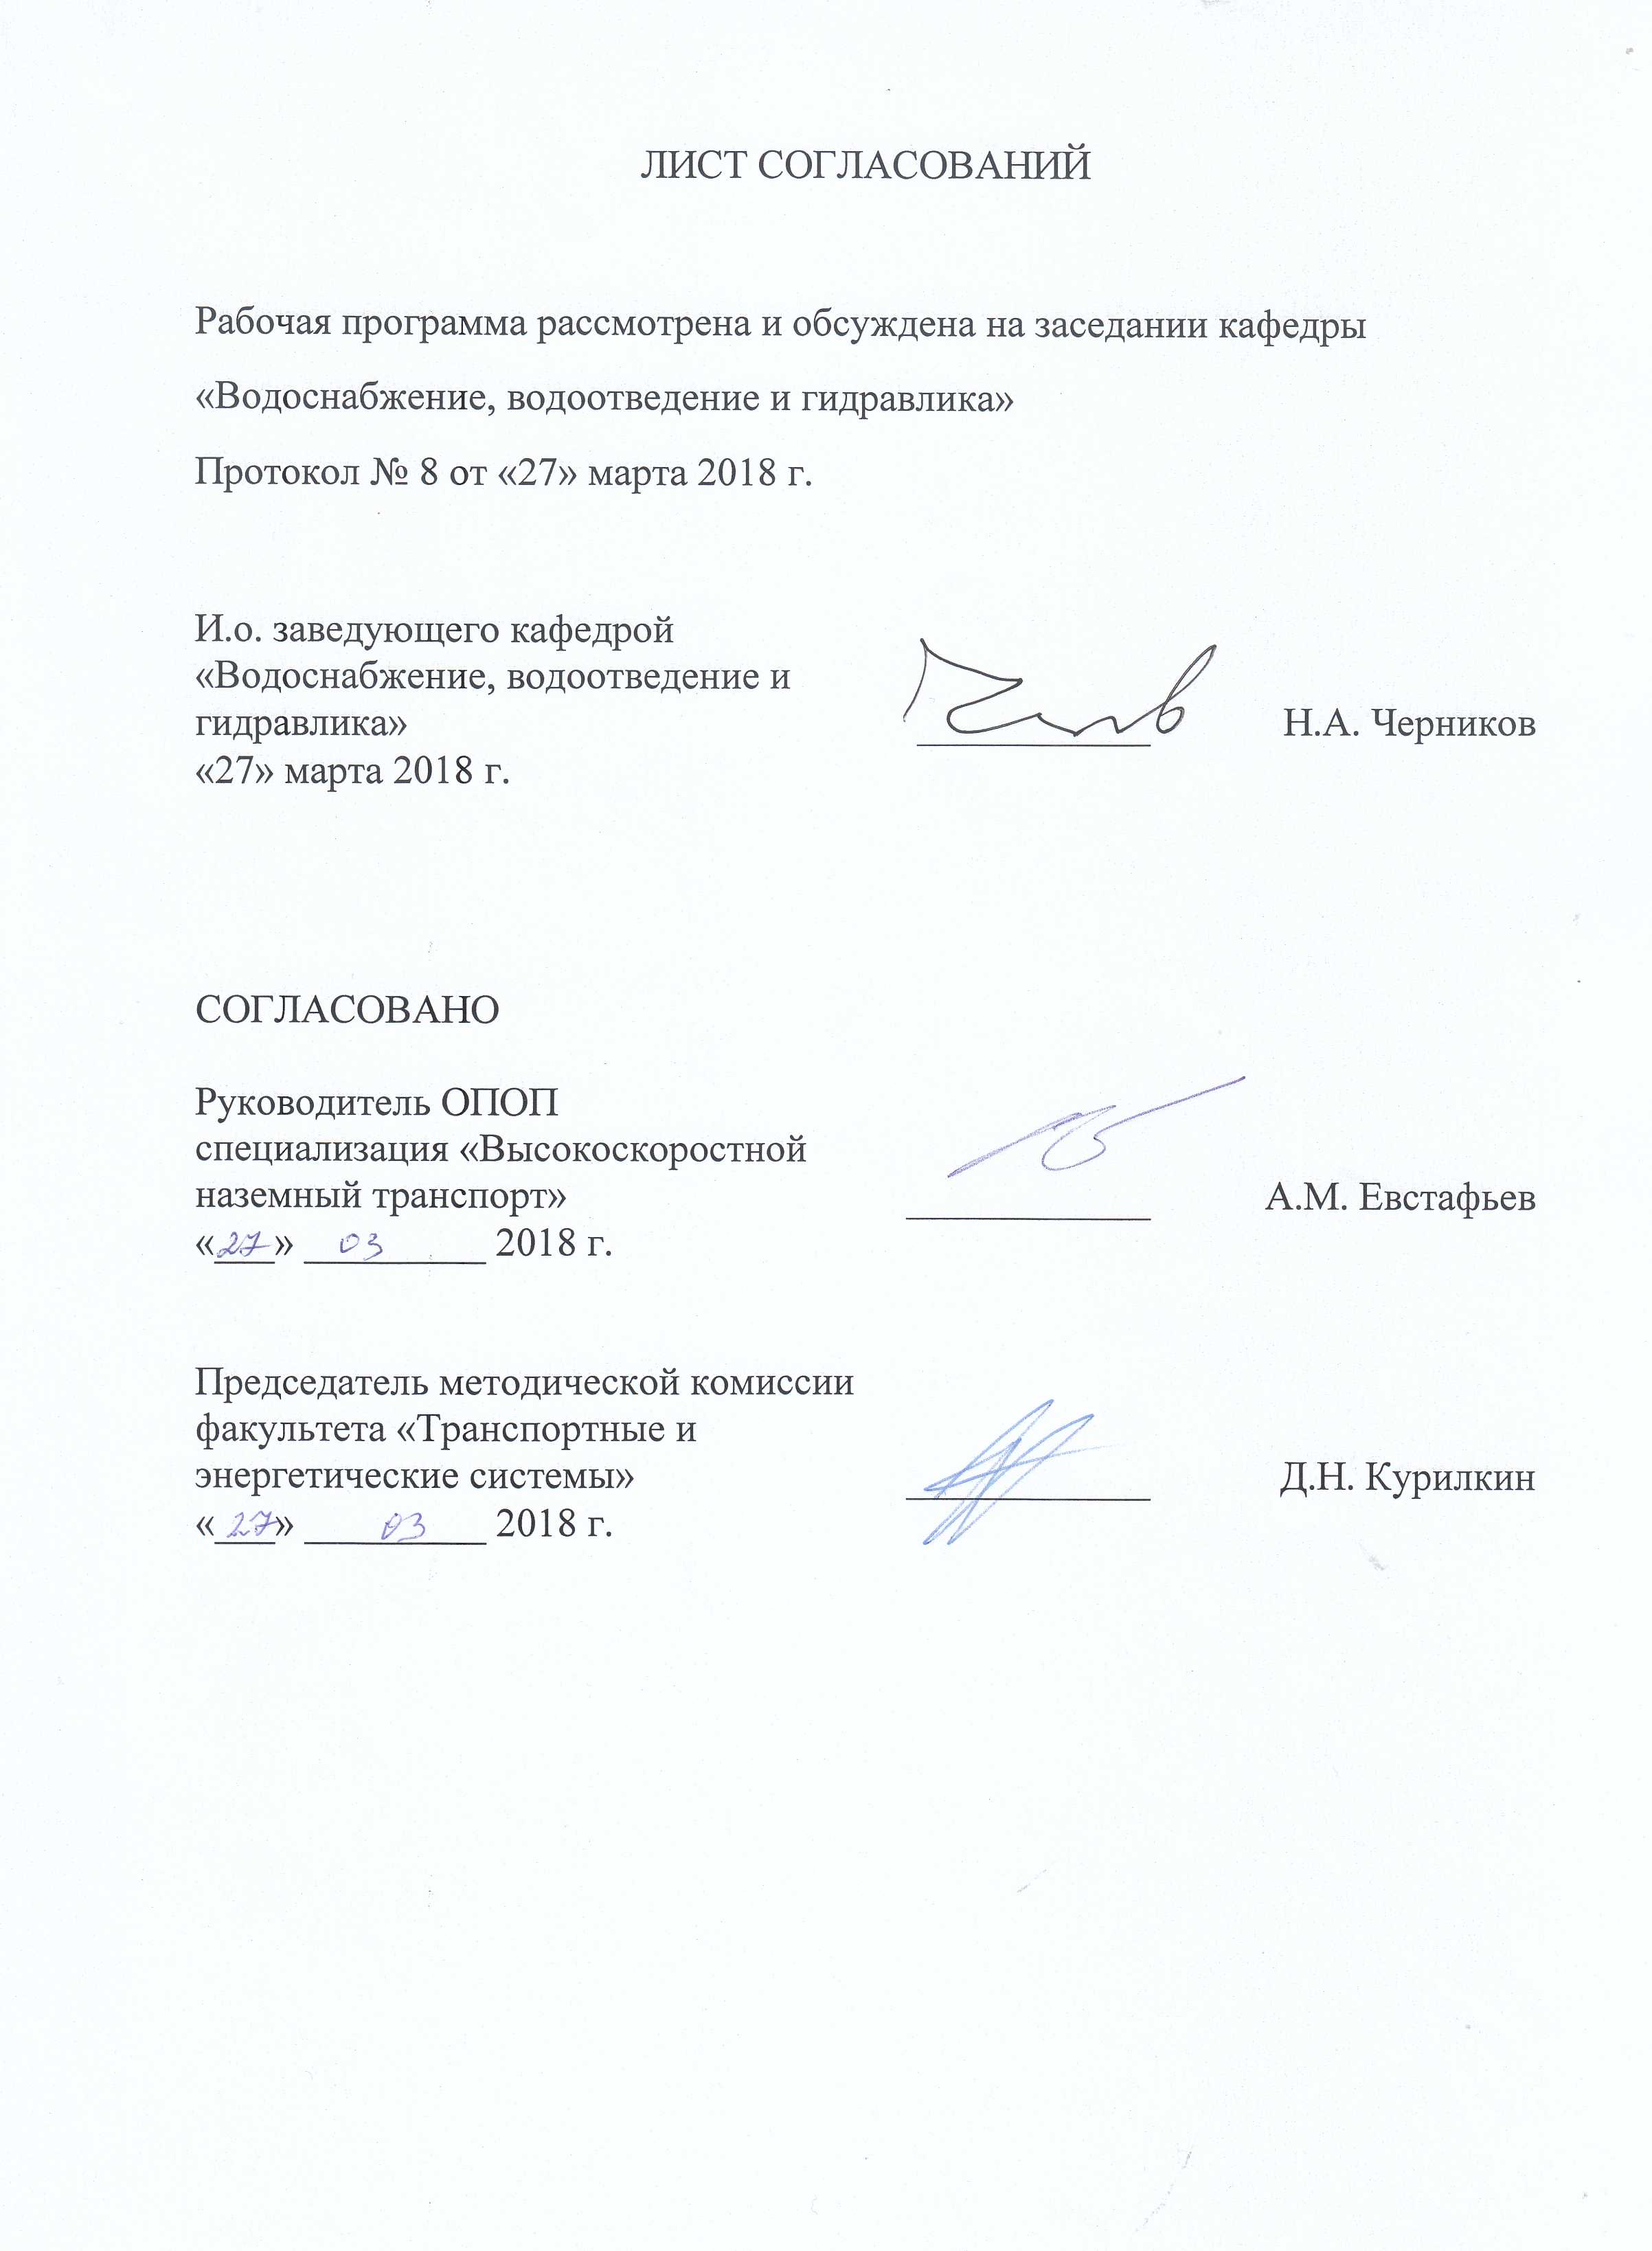 ЛИСТ СОГЛАСОВАНИЙ
Рабочая программа рассмотрена и обсуждена на заседании кафедры
«Водоснабжение, водоотведение и гидравлика»
Протокол № 8 от «27» марта 2018 г.
И.о. заведующего кафедрой
«Водоснабжение, водоотведение и
гидравлика» Н.А. Черников
«27» марта 2018 г.
СОГЛАСОВАНО
Руководитель ОПОП
специализация «Высокоскоростной
наземный транспорт» А.М. Евстафьев
«27» 03 2018 г.
Председатель методической комиссии
факультета «Транспортные и
энергетические системы» Д.Н. Курилкин
«27» 03 2018 г.